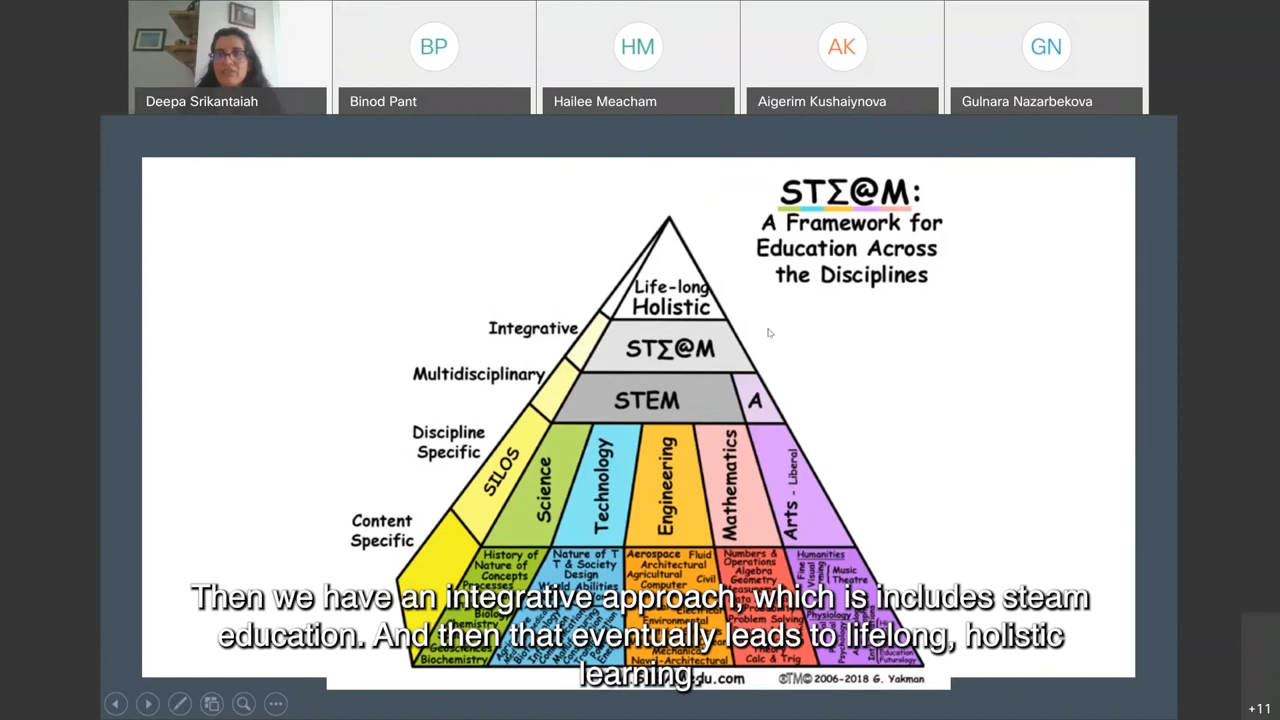 BP
HM
AK
GN
Deepa Srikantaiah
Binod Pant
Hailee Meacham
Aigerim Kushaiynova
Gulnara Nazarbekova
STΣ@M:
A Framework for
Education Across
the Disciplines
Life-long
Holistic
Integrative
STΣ@M
Multidisciplinary
STEM
A
Discipline
Specific
SILOS
Science
Technology
Engineering
Mathematics
Arts - Liberal
Content
Specific
History of
Nature of
Concepts
Processes
Geosciences
Biochemistry
Nature of T
T & Society
Design
Abilities
Aerospace Fluid
Architectural
Agricultural
Computer Civil
Electrical
Environmental
Mechanical
Naval-Architectural
Numbers &
Operations
Algebra
Geometry
Problem Solving
Theory
Calc & Trig
Humanities
Fine
Visual
Music
Theatre
Physiology
Education
Futurology
Then we have an integrative approach, which is includes steam
education. And then that eventually leads to lifelong, holistic
learning.
edu.com
©2006-2018 G. Yakman
+11